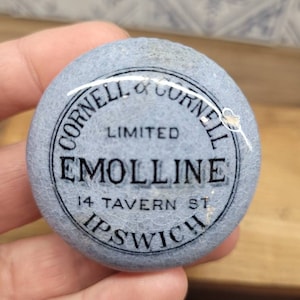 CORNELL & CORNELL
LIMITED
EMOLLINE
14 TAVERN ST
IPSWICH